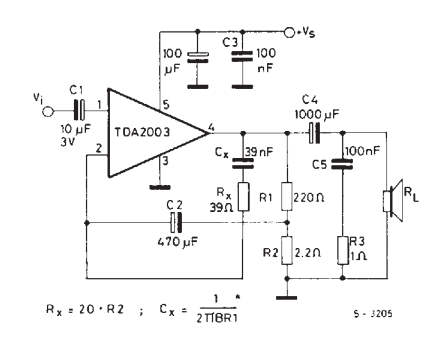 +Vs
100
µF
C3
100
nF
Vi
C1
10 µF
3V
1
2
TDA2003
5
4
3
C4
1000µF
Cx
39nF
C5
100nF
Rx
39Ω
R1
220Ω
RL
C2
470 µF
R2
2.2Ω
R3
1Ω
Rx = 20 · R2 ; Cx = 1 * / 2πBR1
S - 3205